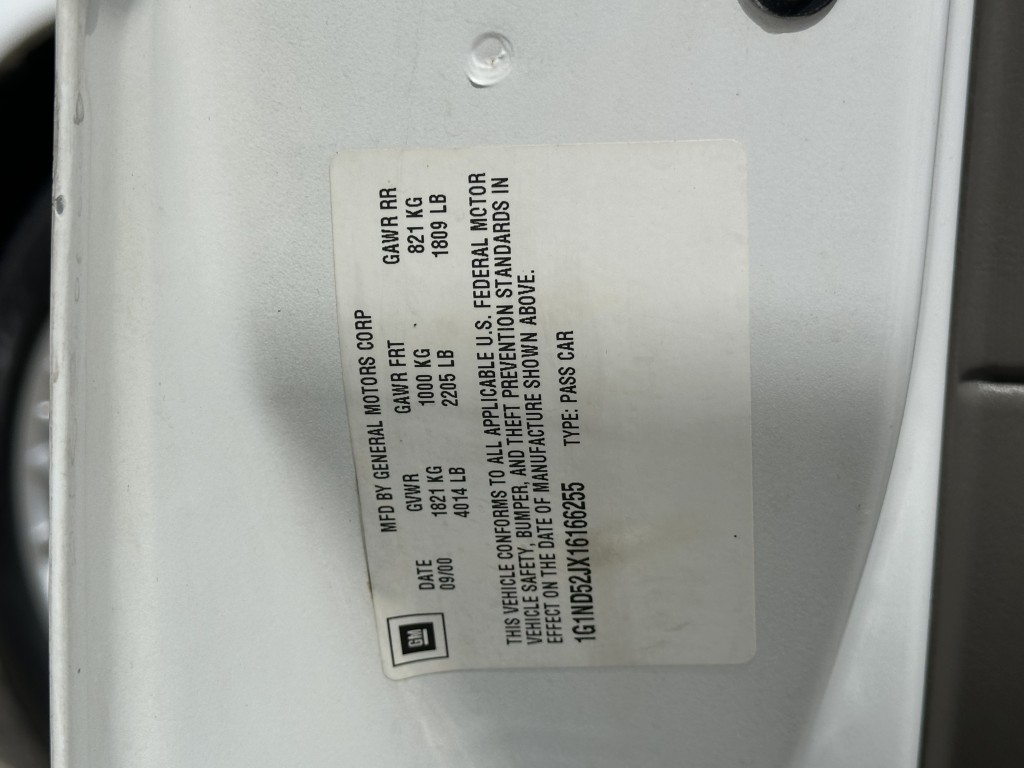 MFD BY GENERAL MOTORS CORP
GM
DATE GVWR GAWR FRT GAWR RR
09/00 1821 KG 1000 KG 821 KG
4014 LB 2205 LB 1809 LB
THIS VEHICLE CONFORMS TO ALL APPLICABLE U.S. FEDERAL MOTOR
VEHICLE SAFETY, BUMPER, AND THEFT PREVENTION STANDARDS IN
EFFECT ON THE DATE OF MANUFACTURE SHOWN ABOVE.
1G1ND52JX16166255 TYPE: PASS CAR